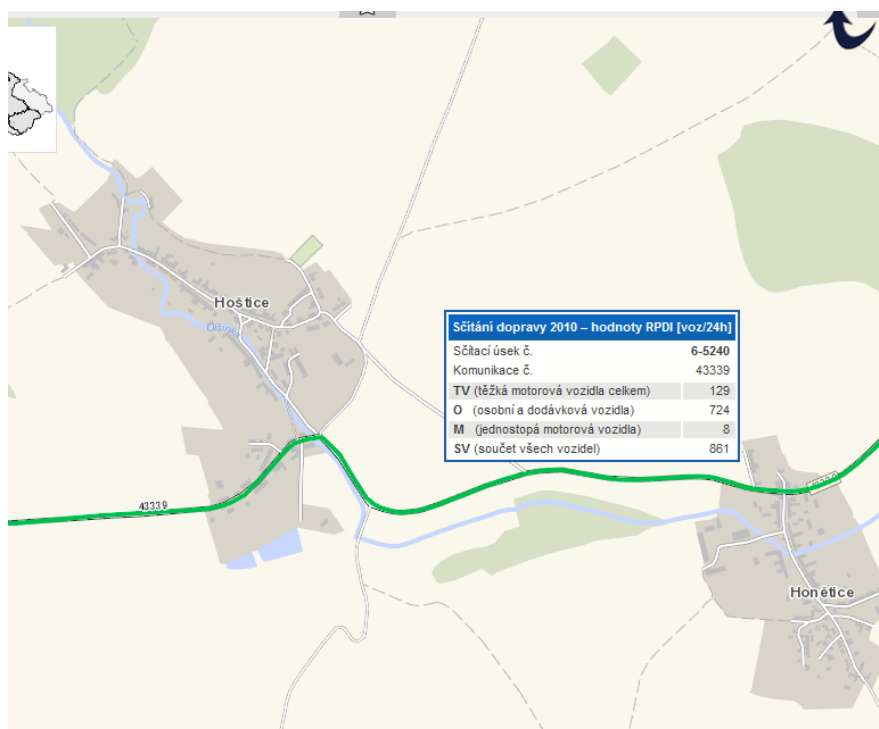 Hoštice
Olšinka
Sčítání dopravy 2010 – hodnoty RPDI [voz/24h]
Sčítací úsek č. 6-5240
Komunikace č. 43339
TV (těžká motorová vozidla celkem) 129
O (osobní a dodávková vozidla) 724
M (jednostopá motorová vozidla) 8
SV (součet všech vozidel) 861
43339
Honětice